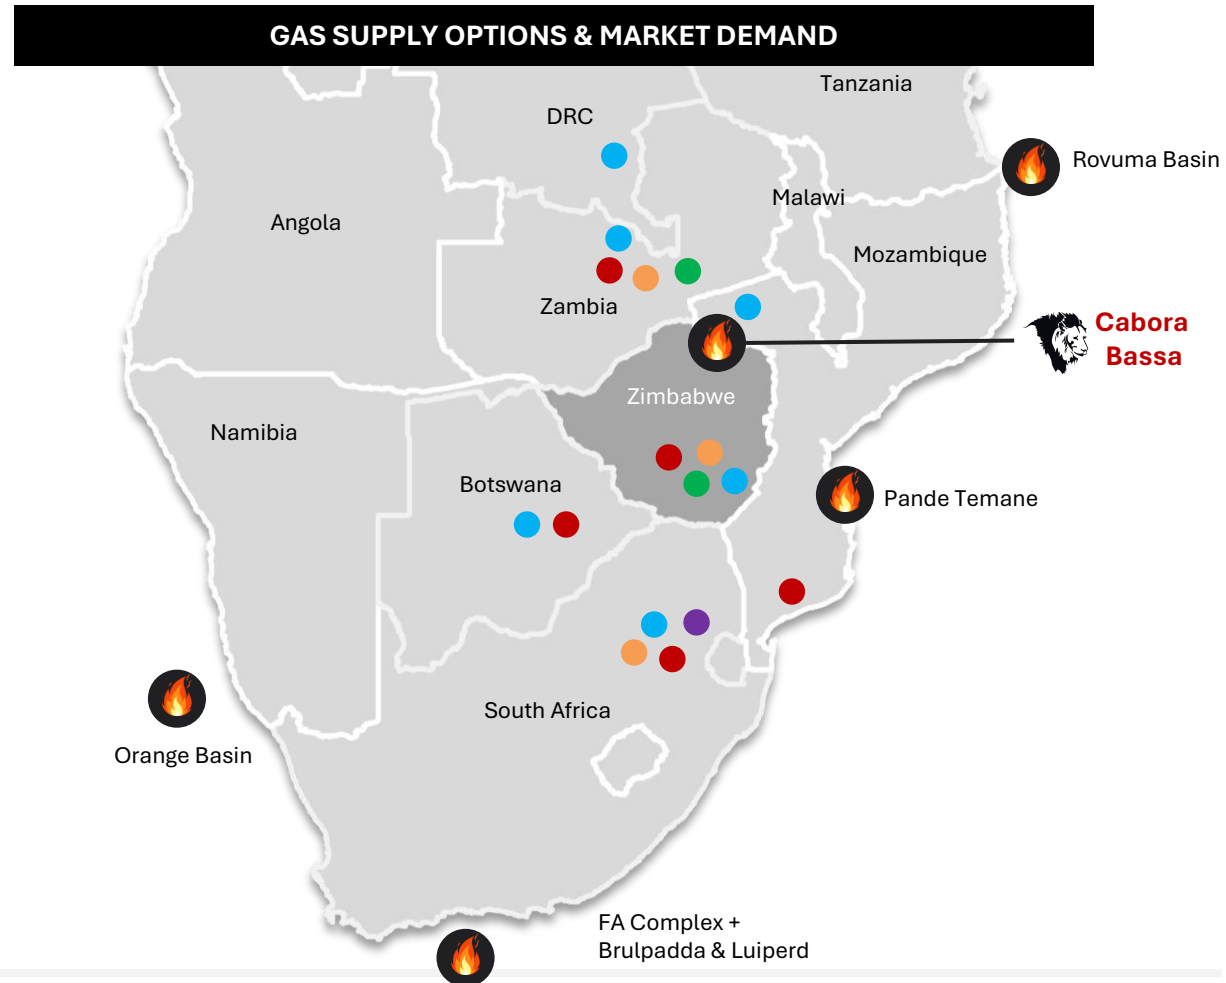 GAS SUPPLY OPTIONS & MARKET DEMAND
Tanzania
DRC
Rovuma Basin
Malawi
Angola
Mozambique
Zambia
Cabora
Bassa
Zimbabwe
Namibia
Botswana
Pande Temane
South Africa
Orange Basin
FA Complex +
Brulpadda & Luiperd